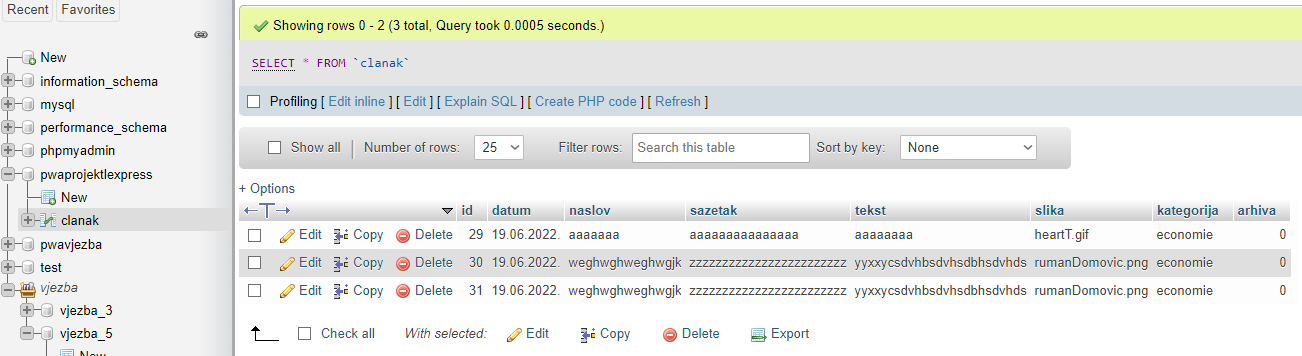 Recent Favorites
New
information_schema
mysql
performance_schema
phpmyadmin
pwaprojektlexpress
New
clanak
pwavjezba
test
vjezba
vjezba_3
vjezba_5
New
Showing rows 0 - 2 (3 total, Query took 0.0005 seconds.)
SELECT * FROM `clanak`
Profiling [ Edit inline ] [ Edit ] [ Explain SQL ] [ Create PHP code ] [ Refresh ]
Show all Number of rows: 25 Filter rows: Search this table Sort by key: None
+ Options
id datum naslov sazetak tekst slika kategorija arhiva
Edit Copy Delete 29 19.06.2022. aaaaaaa aaaaaaaaaaaaaaa aaaaaaaa heartT.gif economie 0
Edit Copy Delete 30 19.06.2022. weghwghweghwgjk zzzzzzzzzzzzzzzzzzzzzzzz yyxxycsdvhbsdvhsdbhsdvhds rumanDomovic.png economie 0
Edit Copy Delete 31 19.06.2022. weghwghweghwgjk zzzzzzzzzzzzzzzzzzzzzzzz yyxxycsdvhbsdvhsdbhsdvhds rumanDomovic.png economie 0
Check all With selected: Edit Copy Delete Export